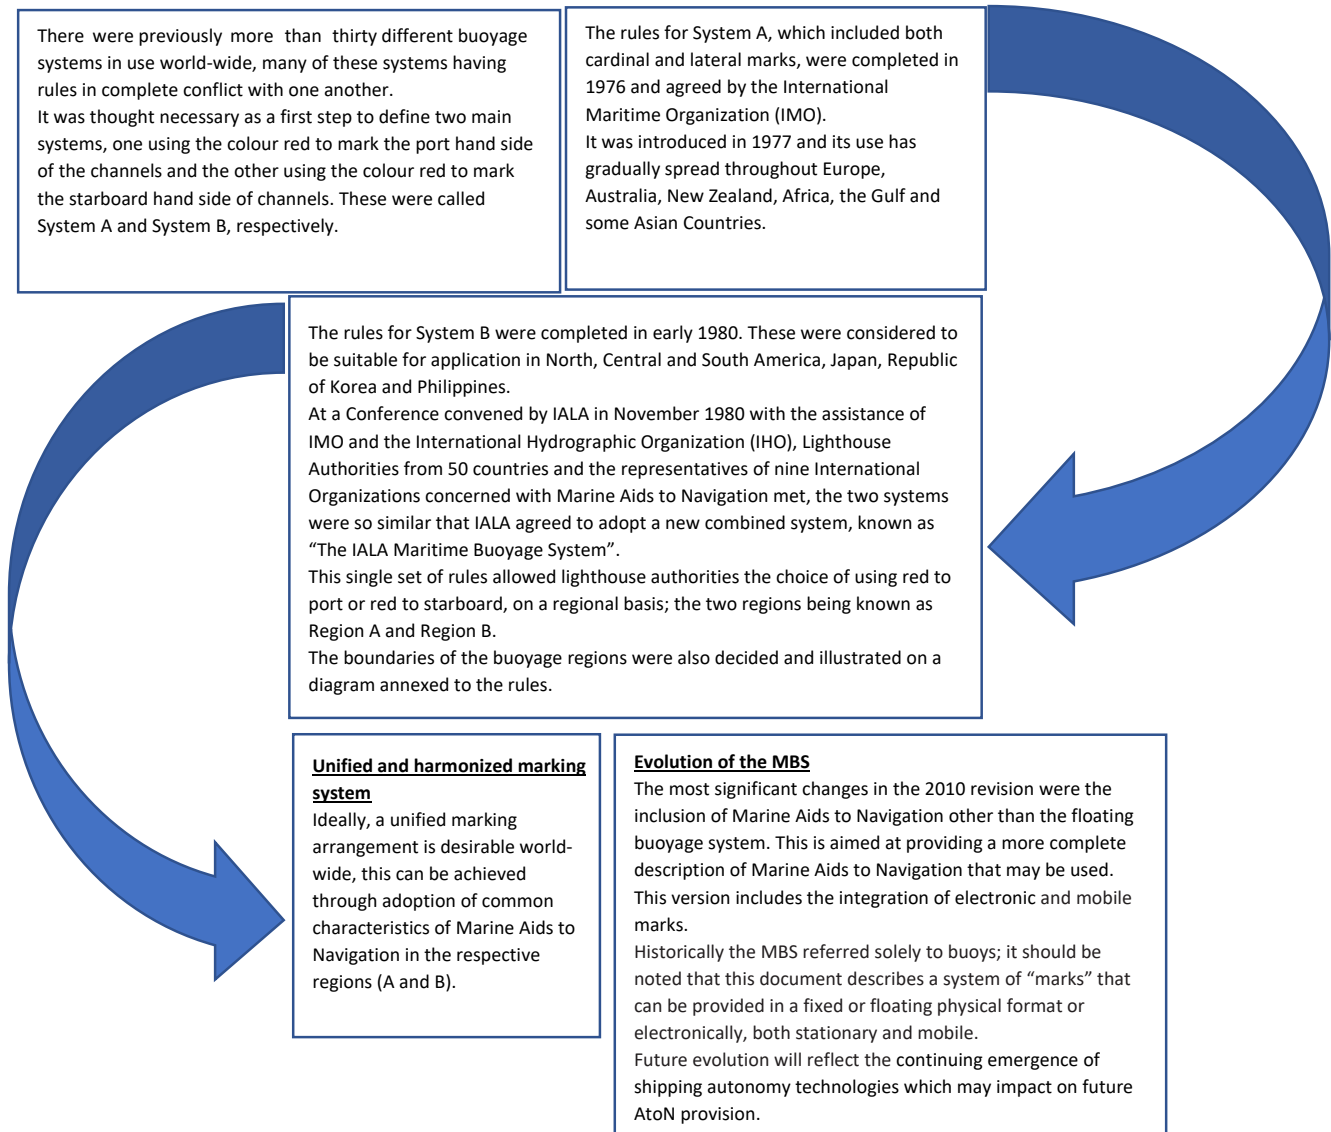 There were previously more than thirty different buoyage
systems in use world-wide, many of these systems having
rules in complete conflict with one another.
It was thought necessary as a first step to define two main
systems, one using the colour red to mark the port hand side
of the channels and the other using the colour red to mark
the starboard hand side of channels. These were called
System A and System B, respectively.
The rules for System A, which included both
cardinal and lateral marks, were completed in
1976 and agreed by the International
Maritime Organization (IMO).
It was introduced in 1977 and its use has
gradually spread throughout Europe,
Australia, New Zealand, Africa, the Gulf and
some Asian Countries.
The rules for System B were completed in early 1980. These were considered to
be suitable for application in North, Central and South America, Japan, Republic
of Korea and Philippines.
At a Conference convened by IALA in November 1980 with the assistance of
IMO and the International Hydrographic Organization (IHO), Lighthouse
Authorities from 50 countries and the representatives of nine International
Organizations concerned with Marine Aids to Navigation met, the two systems
were so similar that IALA agreed to adopt a new combined system, known as
“The IALA Maritime Buoyage System”.
This single set of rules allowed lighthouse authorities the choice of using red to
port or red to starboard, on a regional basis; the two regions being known as
Region A and Region B.
The boundaries of the buoyage regions were also decided and illustrated on a
diagram annexed to the rules.
Unified and harmonized marking
system
Ideally, a unified marking
arrangement is desirable world-
wide, this can be achieved
through adoption of common
characteristics of Marine Aids to
Navigation in the respective
regions (A and B).
Evolution of the MBS
The most significant changes in the 2010 revision were the
inclusion of Marine Aids to Navigation other than the floating
buoyage system. This is aimed at providing a more complete
description of Marine Aids to Navigation that may be used.
This version includes the integration of electronic and mobile
marks.
Historically the MBS referred solely to buoys; it should be
noted that this document describes a system of “marks” that
can be provided in a fixed or floating physical format or
electronically, both stationary and mobile.
Future evolution will reflect the continuing emergence of
shipping autonomy technologies which may impact on future
AtoN provision.